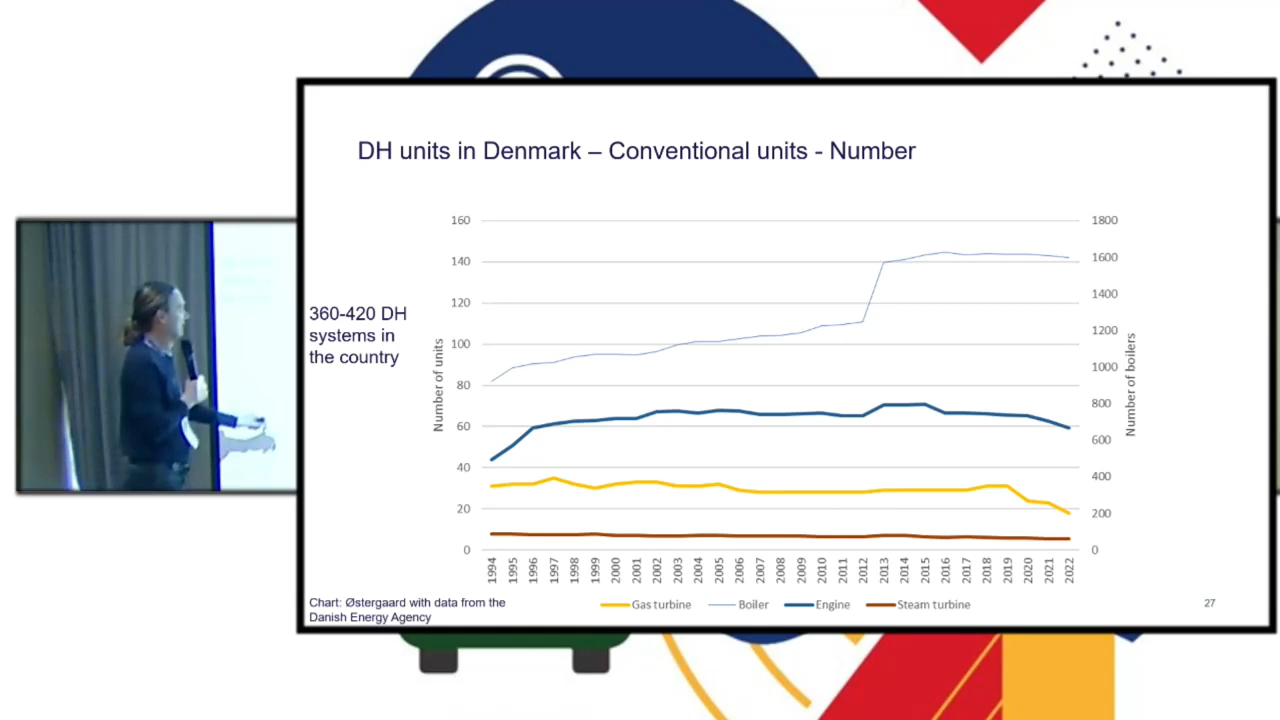 DH units in Denmark – Conventional units - Number
360-420 DH
systems in
the country
Number of units
160
140
120
100
80
60
40
20
0
1800
1600
1400
1200
1000
800
600
400
200
0
Number of boilers
1994 1995 1996 1997 1998 1999 2000 2001 2002 2003 2004 2005 2006 2007 2008 2009 2010 2011 2012 2013 2014 2015 2016 2017 2018 2019 2020 2021 2022
Gas turbine Boiler Engine Steam turbine
Chart: Østergaard with data from the
Danish Energy Agency
27